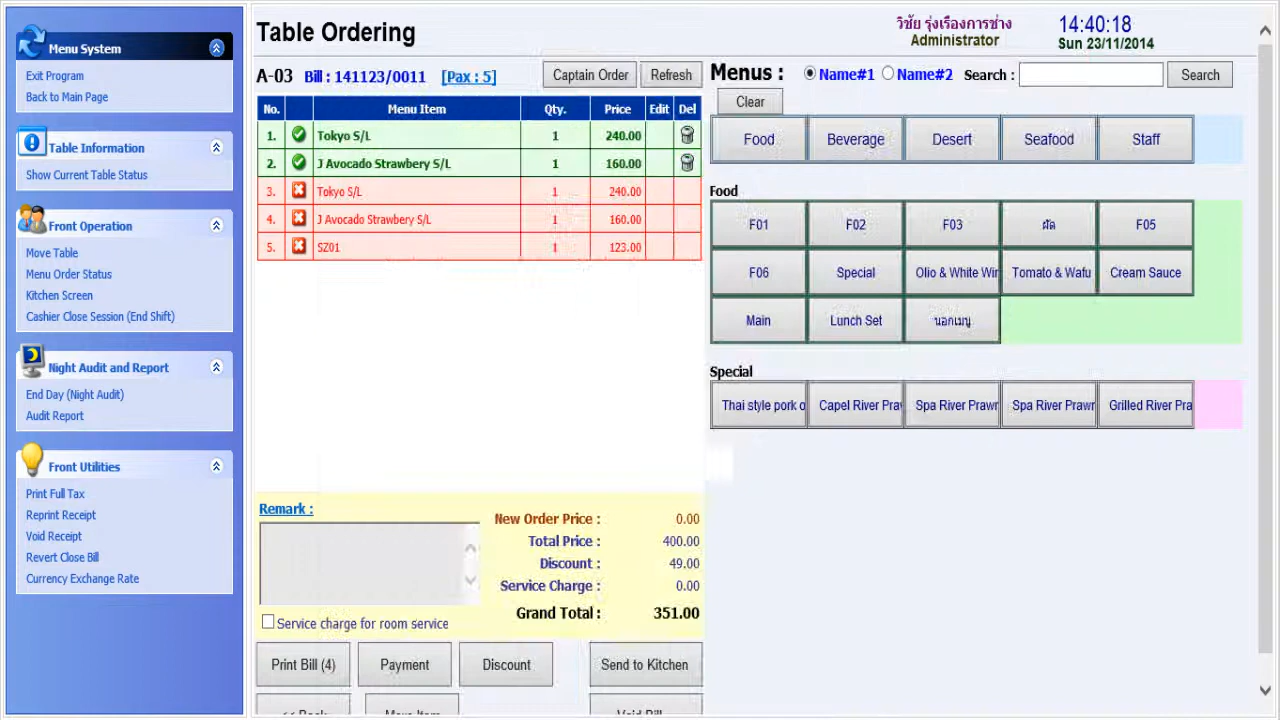 Menu System
Exit Program
Back to Main Page
Table Information
Show Current Table Status
Front Operation
Move Table
Menu Order Status
Kitchen Screen
Cashier Close Session (End Shift)
Night Audit and Report
End Day (Night Audit)
Audit Report
Front Utilities
Print Full Tax
Reprint Receipt
Void Receipt
Revert Close Bill
Currency Exchange Rate
Table Ordering
วิชัย รุ่งเรืองการช่าง
Administrator
14:40:18
Sun 23/11/2014
A-03 Bill : 141123/0011 [Pax : 5] Captain Order Refresh
No. Menu Item Qty. Price Edit Del
1. Tokyo S/L 1 240.00
2. J Avocado Strawbery S/L 1 160.00
3. Tokyo S/L 1 240.00
4. J Avocado Strawbery S/L 1 160.00
5. SZ01 1 123.00
Remark :
New Order Price : 0.00
Total Price : 400.00
Discount : 49.00
Service Charge : 0.00
Grand Total : 351.00
Service charge for room service
Print Bill (4) Payment Discount Send to Kitchen
<< Back Move Item Void Bill
Menus : Name#1 Name#2 Search : Search
Clear
Food Beverage Desert Seafood Staff
Food
F01 F02 F03 ผัด F05
F06 Special Olio & White Wir Tomato & Wafu Cream Sauce
Main Lunch Set นอกเมนู
Special
Thai style pork o Capel River Pra Spa River Prawr Spa River Prawr Grilled River Pra